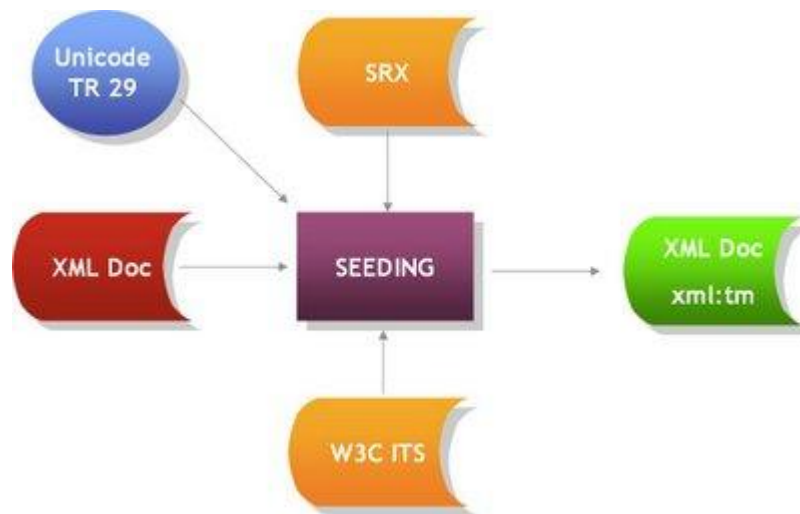 Unicode
TR 29
SRX
XML Doc
SEEDING
XML Doc
xml:tm
W3C ITS